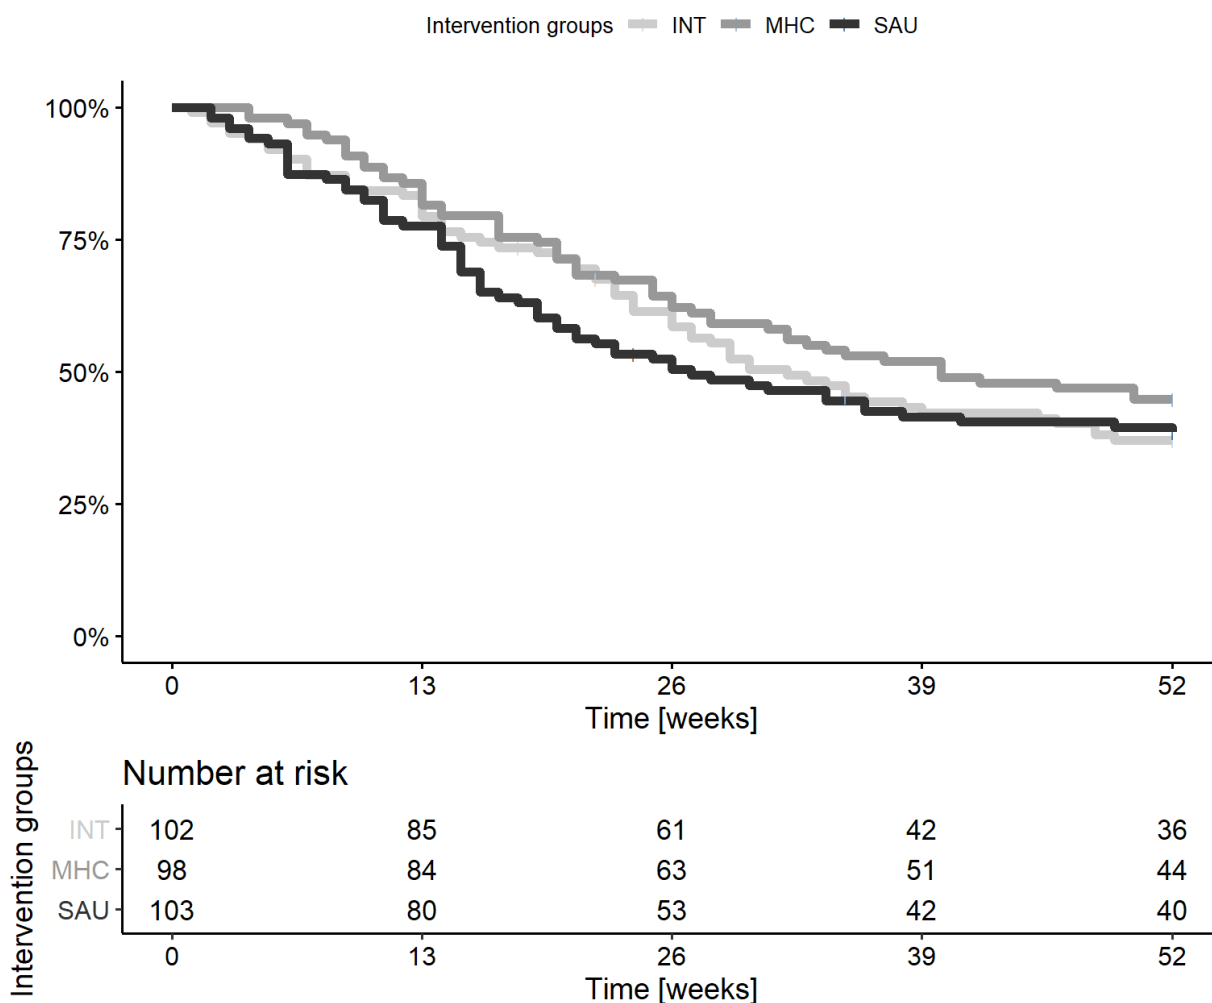 Intervention groups INT MHC SAU
100%
75%
50%
25%
0%
0 13 26 39 52
Time [weeks]
Number at risk
Intervention groups
INT 102 85 61 42 36
MHC 98 84 63 51 44
SAU 103 80 53 42 40
0 13 26 39 52
Time [weeks]